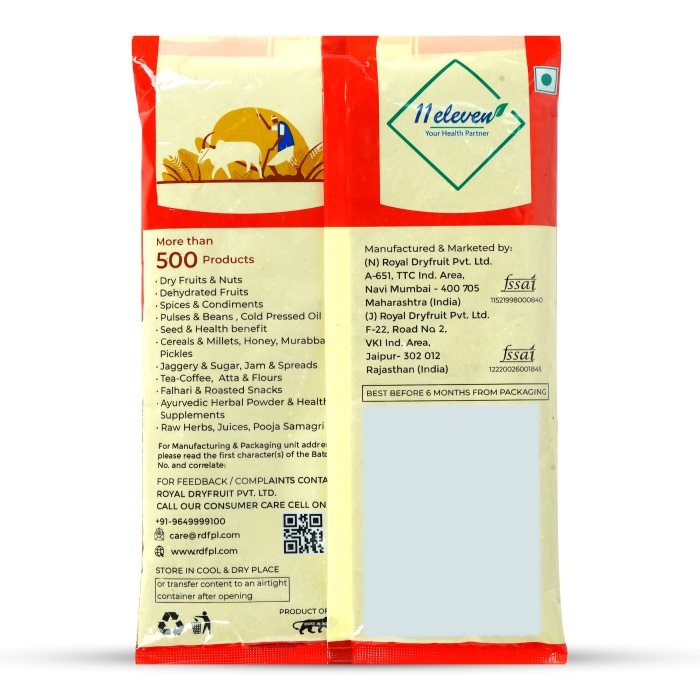 11 eleven
Your Health Partner
More than
500 Products
• Dry Fruits & Nuts
• Dehydrated Fruits
• Spices & Condiments
• Pulses & Beans , Cold Pressed Oil
• Seed & Health benefit
• Cereals & Millets, Honey, Murabba
Pickles
• Jaggery & Sugar, Jam & Spreads
• Tea-Coffee, Atta & Flours
• Falhari & Roasted Snacks
• Ayurvedic Herbal Powder & Health
Supplements
• Raw Herbs, Juices, Pooja Samagri
For Manufacturing & Packaging unit addre
please read the first character(s) of the Batc
No. and correlate:
FOR FEEDBACK / COMPLAINTS CONTA
ROYAL DRYFRUIT PVT. LTD.
CALL OUR CONSUMER CARE CELL ON
+91-9649999100
care@rdfpl.com
www.rdfpl.com
STORE IN COOL & DRY PLACE
or transfer content to an airtight
container after opening
PRODUCT OF
Manufactured & Marketed by:
(N) Royal Dryfruit Pvt. Ltd.
A-651, TTC Ind. Area,
Navi Mumbai - 400 705
Maharashtra (India)
fssai
11521998000840
(J) Royal Dryfruit Pvt. Ltd.
F-22, Road No. 2,
VKI Ind. Area,
Jaipur- 302 012
Rajasthan (India)
fssai
12220026001845
BEST BEFORE 6 MONTHS FROM PACKAGING